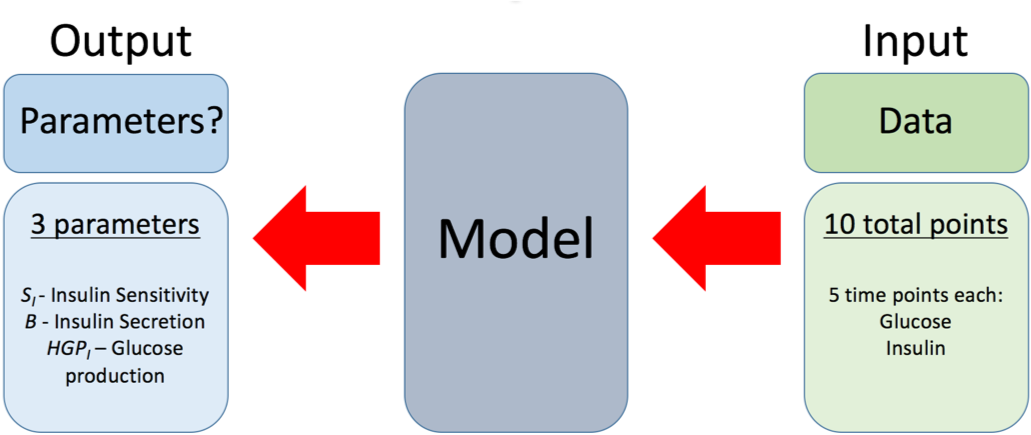 Output
Parameters?
3 parameters
S_I - Insulin Sensitivity
B - Insulin Secretion
HGP_I – Glucose
production
Model
Input
Data
10 total points
5 time points each:
Glucose
Insulin